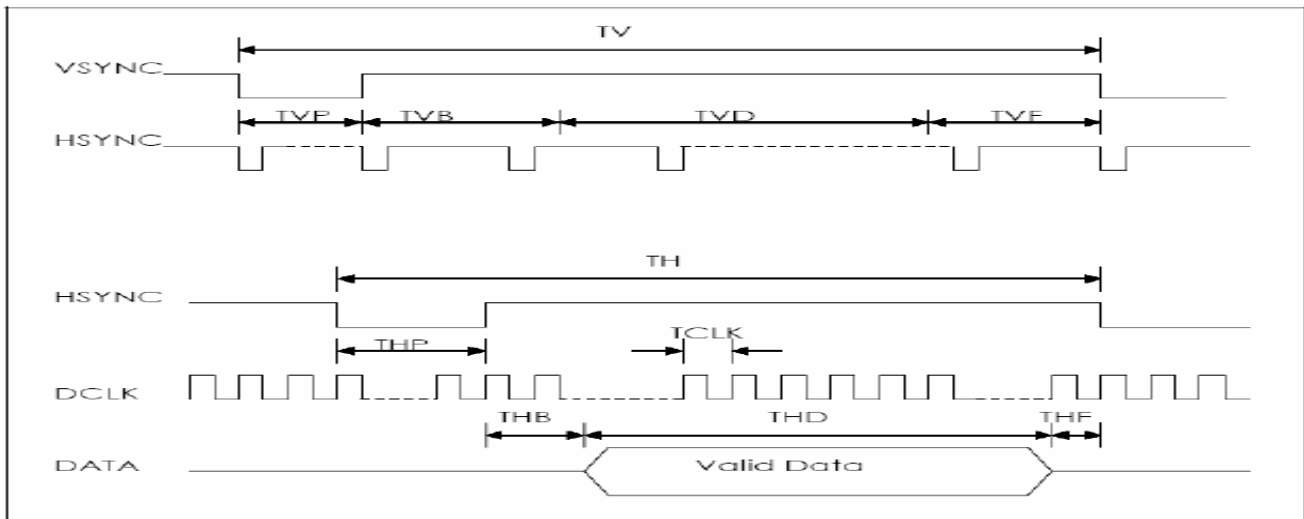 TV
VSYNC
TVP TVB TVD TVF
HSYNC
TH
HSYNC
THP TCLK
DCLK
THB THD THF
DATA Valid Data